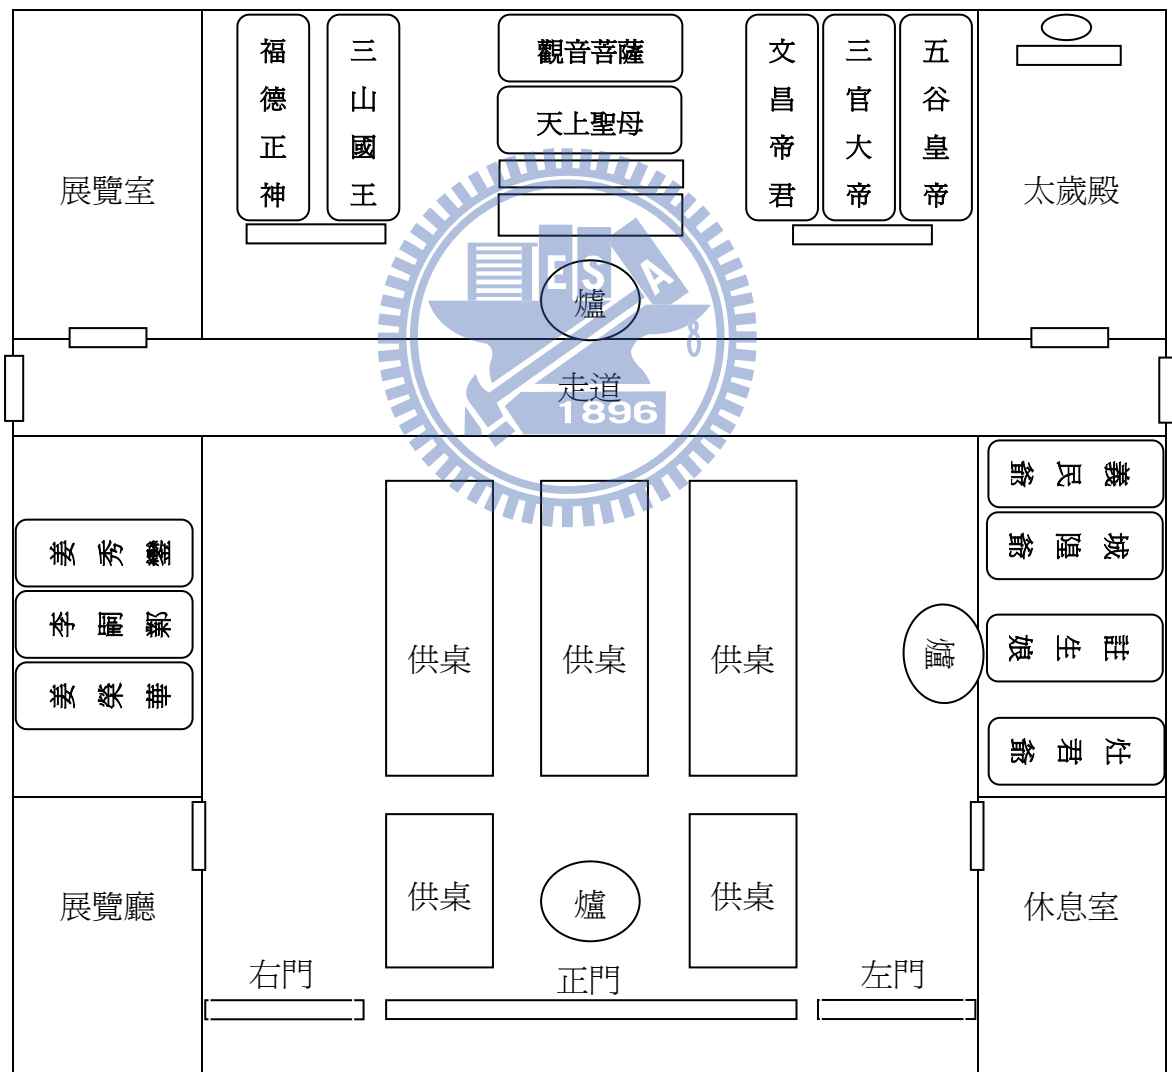 福德正神
三山國王
觀音菩薩
天上聖母
文昌帝君
三官大帝
五谷皇帝
展覽室
太歲殿
ESA
爐
走道
1896
義民爺
城隍爺
註生娘
灶君爺
姜秀鑾
李嗣鄴
姜榮華
供桌
供桌
供桌
爐
供桌
爐
供桌
展覽廳
休息室
右門
正門
左門